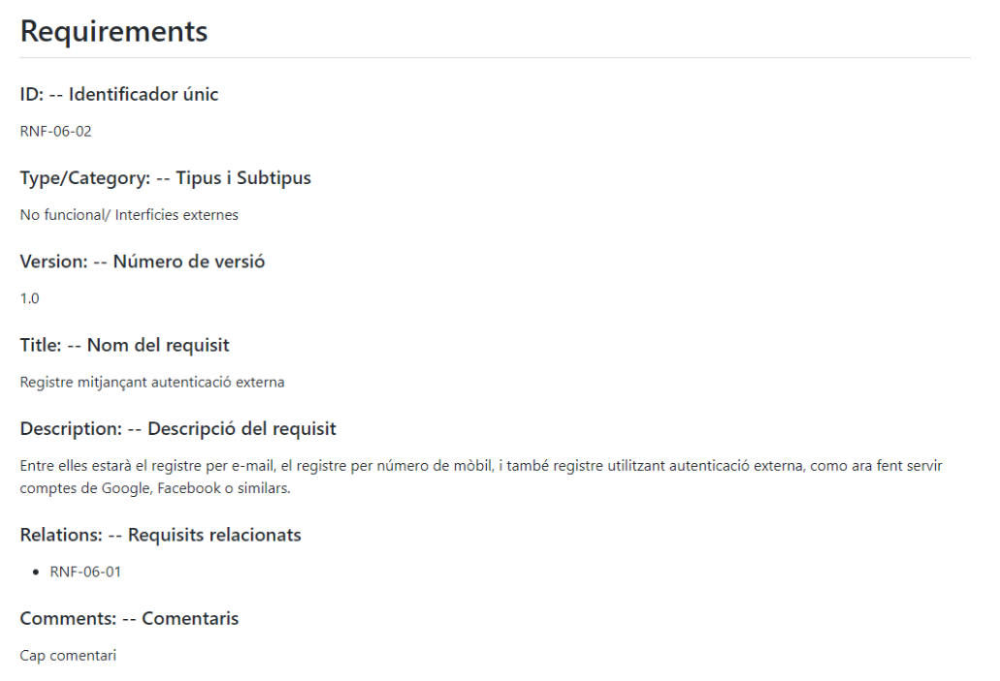 Requirements
ID: -- Identificador únic
RNF-06-02
Type/Category: -- Tipus i Subtipus
No funcional/ Interficies externes
Version: -- Número de versió
1.0
Title: -- Nom del requisit
Registre mitjançant autenticació externa
Description: -- Descripció del requisit
Entre elles estarà el registre per e-mail, el registre per número de mòbil, i també registre utilitzant autenticació externa, como ara fent servir
comptes de Google, Facebook o similars.
Relations: -- Requisits relacionats
• RNF-06-01
Comments: -- Comentaris
Cap comentari